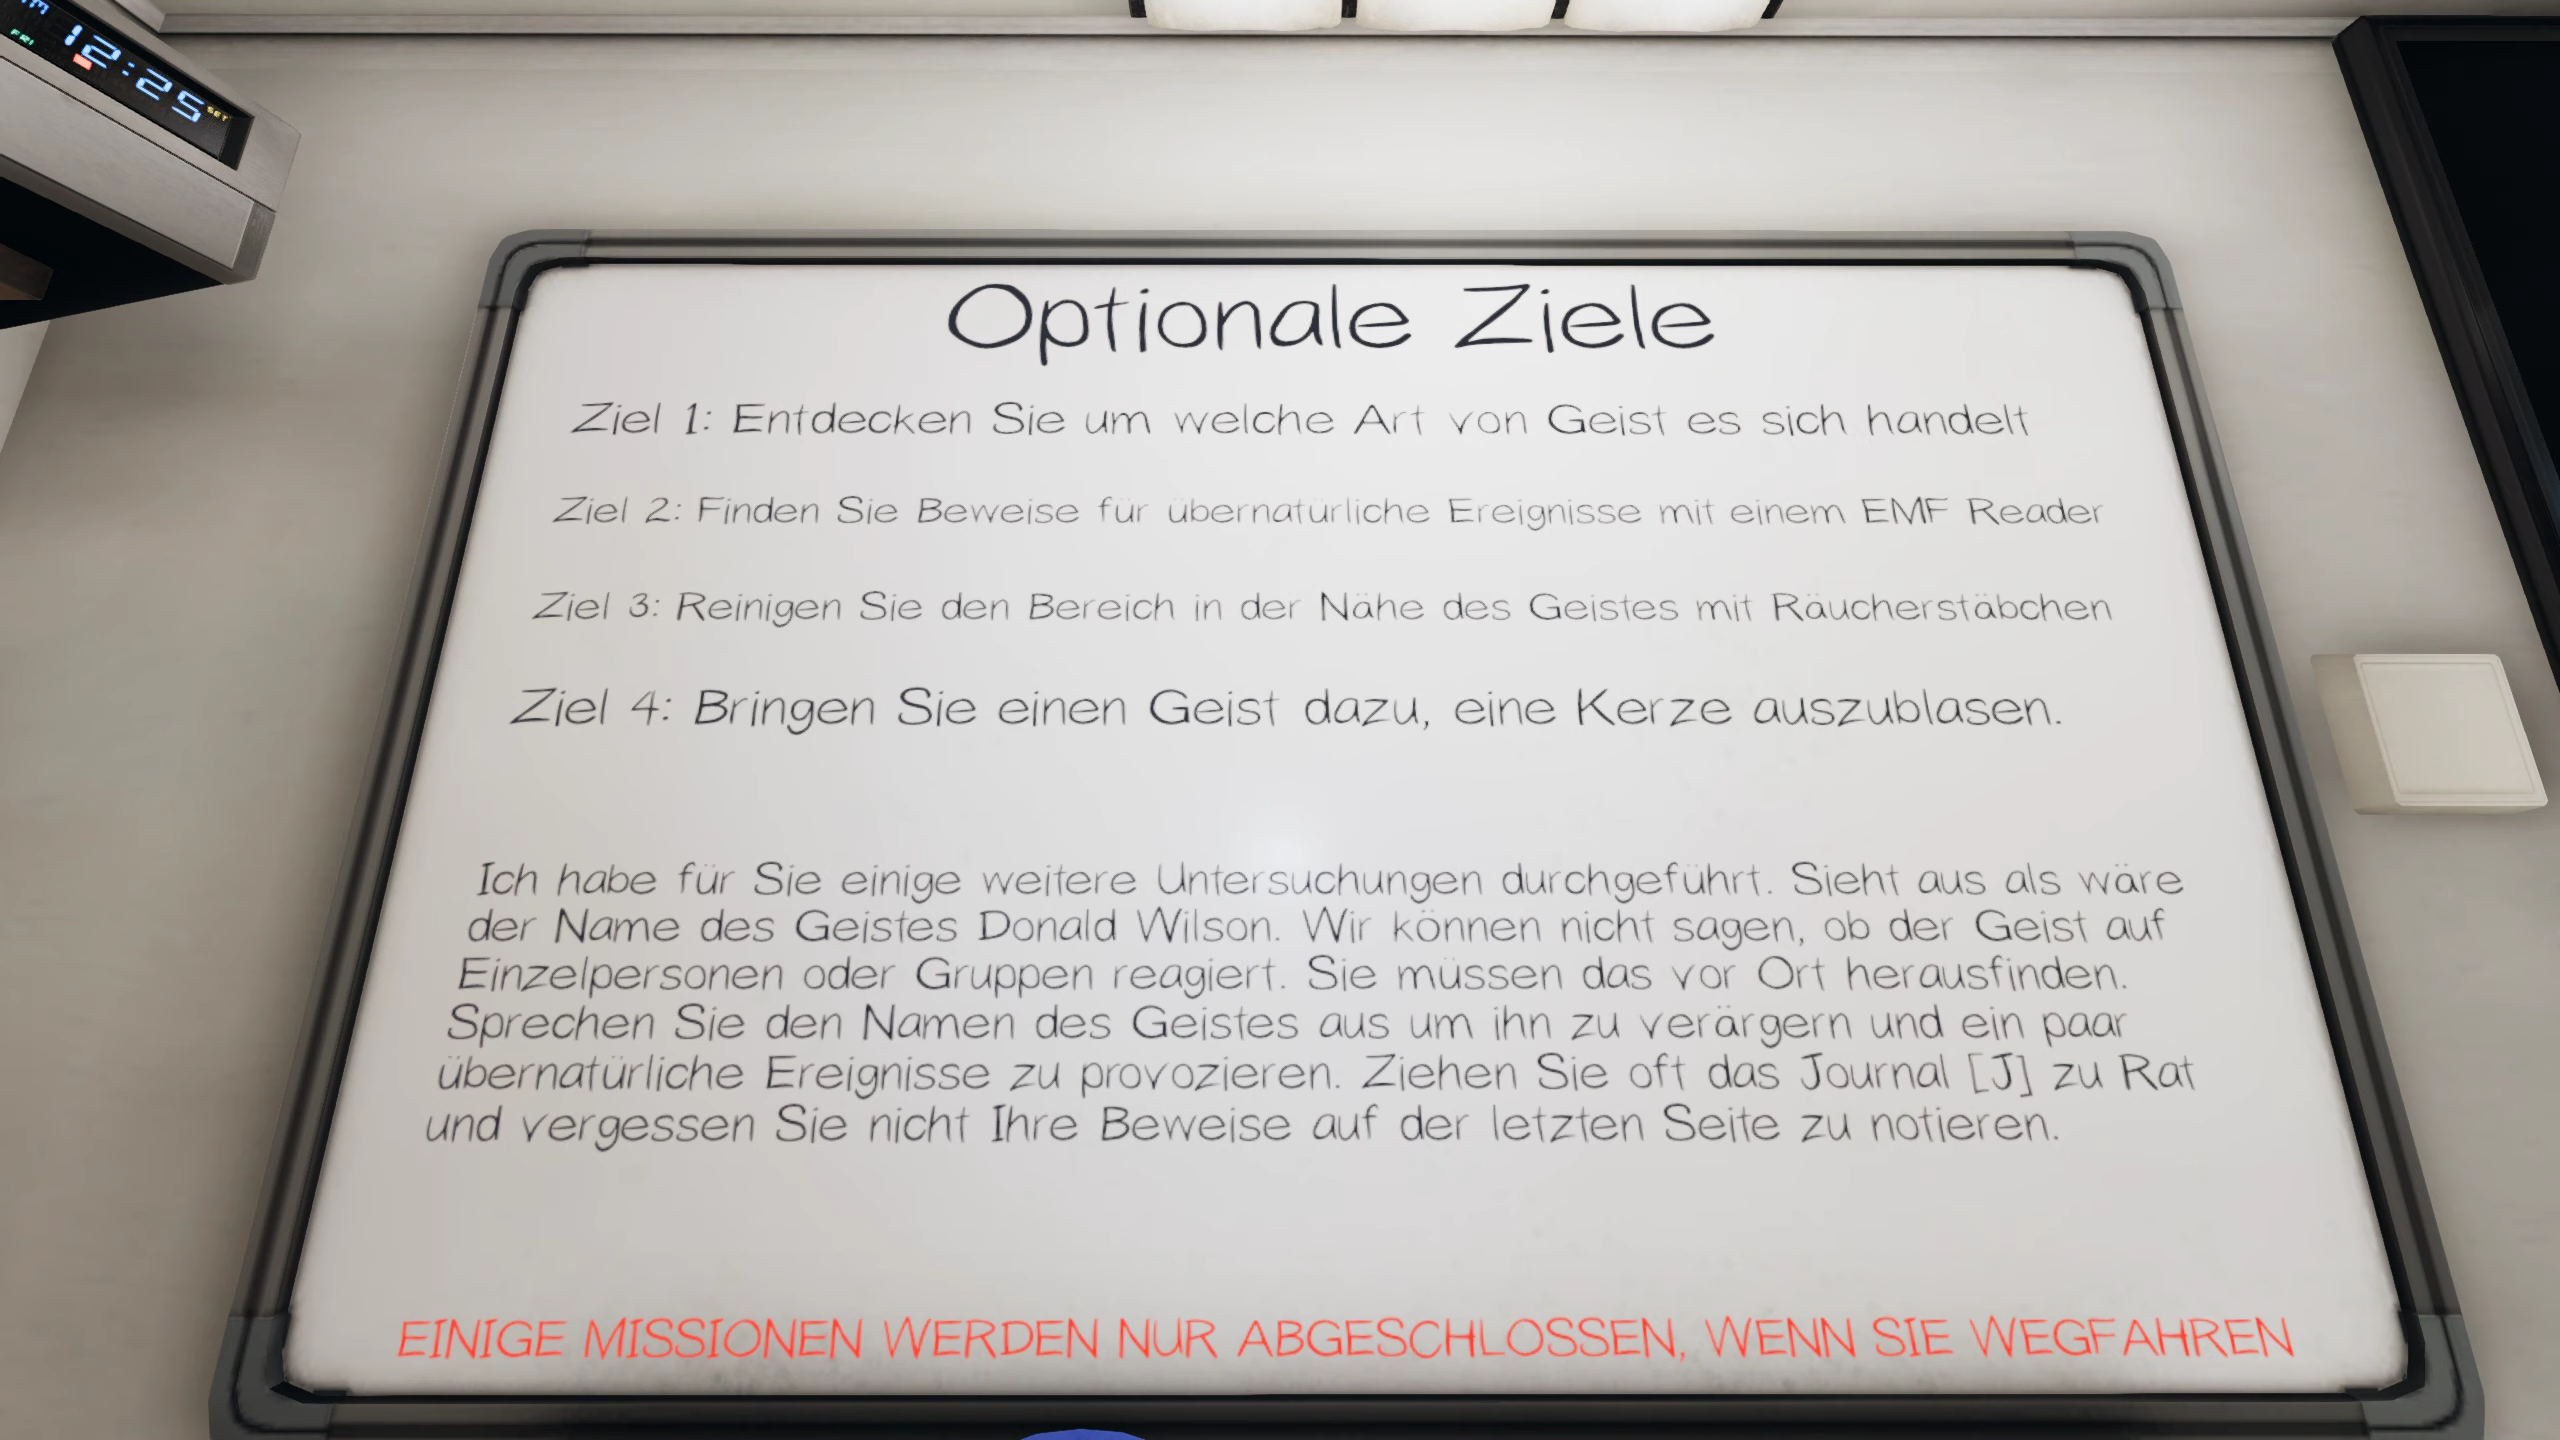 FRI
12:25
SET
Optionale Ziele
Ziel 1: Entdecken Sie um welche Art von Geist es sich handelt
Ziel 2: Finden Sie Beweise für übernatürliche Ereignisse mit einem EMF Reader
Ziel 3: Reinigen Sie den Bereich in der Nähe des Geistes mit Räucherstäbchen
Ziel 4: Bringen Sie einen Geist dazu, eine Kerze auszublasen.
Ich habe für Sie einige weitere Untersuchungen durchgeführt. Sieht aus als wäre
der Name des Geistes Donald Wilson. Wir können nicht sagen, ob der Geist auf
Einzelpersonen oder Gruppen reagiert. Sie müssen das vor Ort herausfinden.
Sprechen Sie den Namen des Geistes aus um ihn zu verärgern und ein paar
übernatürliche Ereignisse zu provozieren. Ziehen Sie oft das Journal [J] zu Rat
und vergessen Sie nicht Ihre Beweise auf der letzten Seite zu notieren.
EINIGE MISSIONEN WERDEN NUR ABGESCHLOSSEN, WENN SIE WEGFAHREN